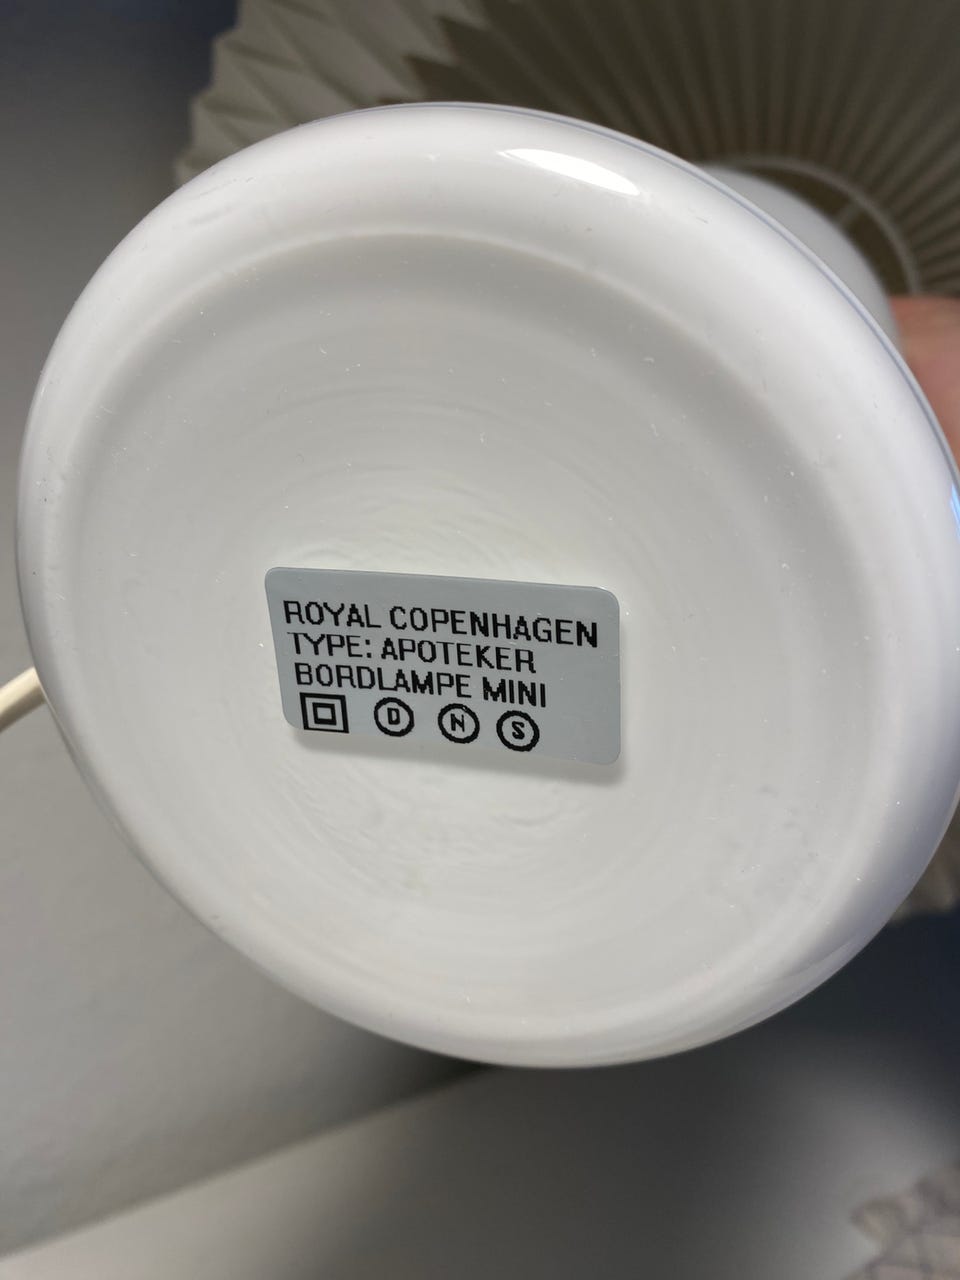 ROYAL COPENHAGEN
TYPE: APOTEKER
BORDLAMPE MINI
D N S